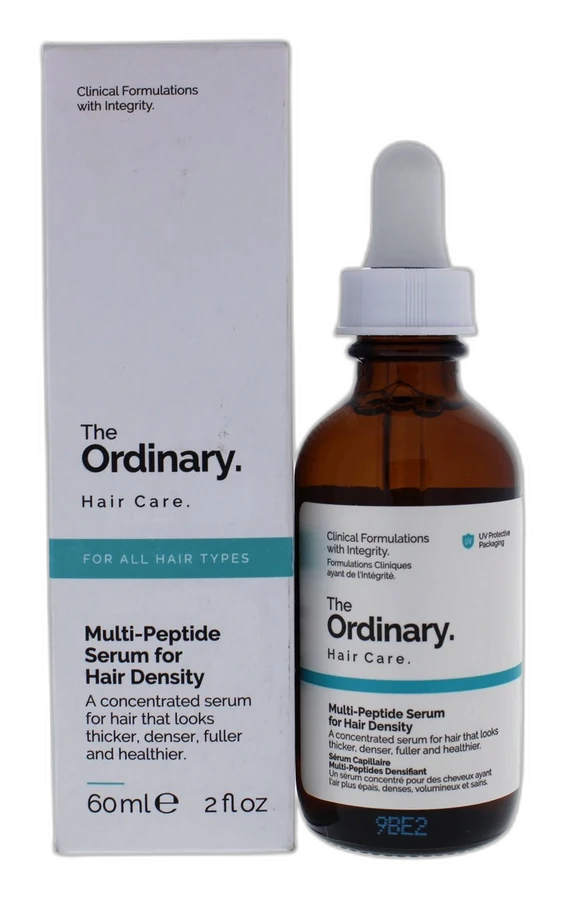 Clinical Formulations
with Integrity.
The
Ordinary.
Hair Care.
FOR ALL HAIR TYPES
Multi-Peptide
Serum for
Hair Density
A concentrated serum
for hair that looks
thicker, denser, fuller
and healthier.
60 ml e 2 fl oz
Clinical Formulations
with Integrity.
Formulations Cliniques
ayant de l'Intégrité.
UV
UV Protective
Packaging
The
Ordinary.
Hair Care.
Multi-Peptide Serum
for Hair Density
A concentrated serum for hair that looks
thicker, denser, fuller and healthier.
Sérum Capillaire
Multi-Peptides Densifiant
Un sérum concentré pour des cheveux ayant
l'air plus épais, denses, volumineux et sains.
9BE2